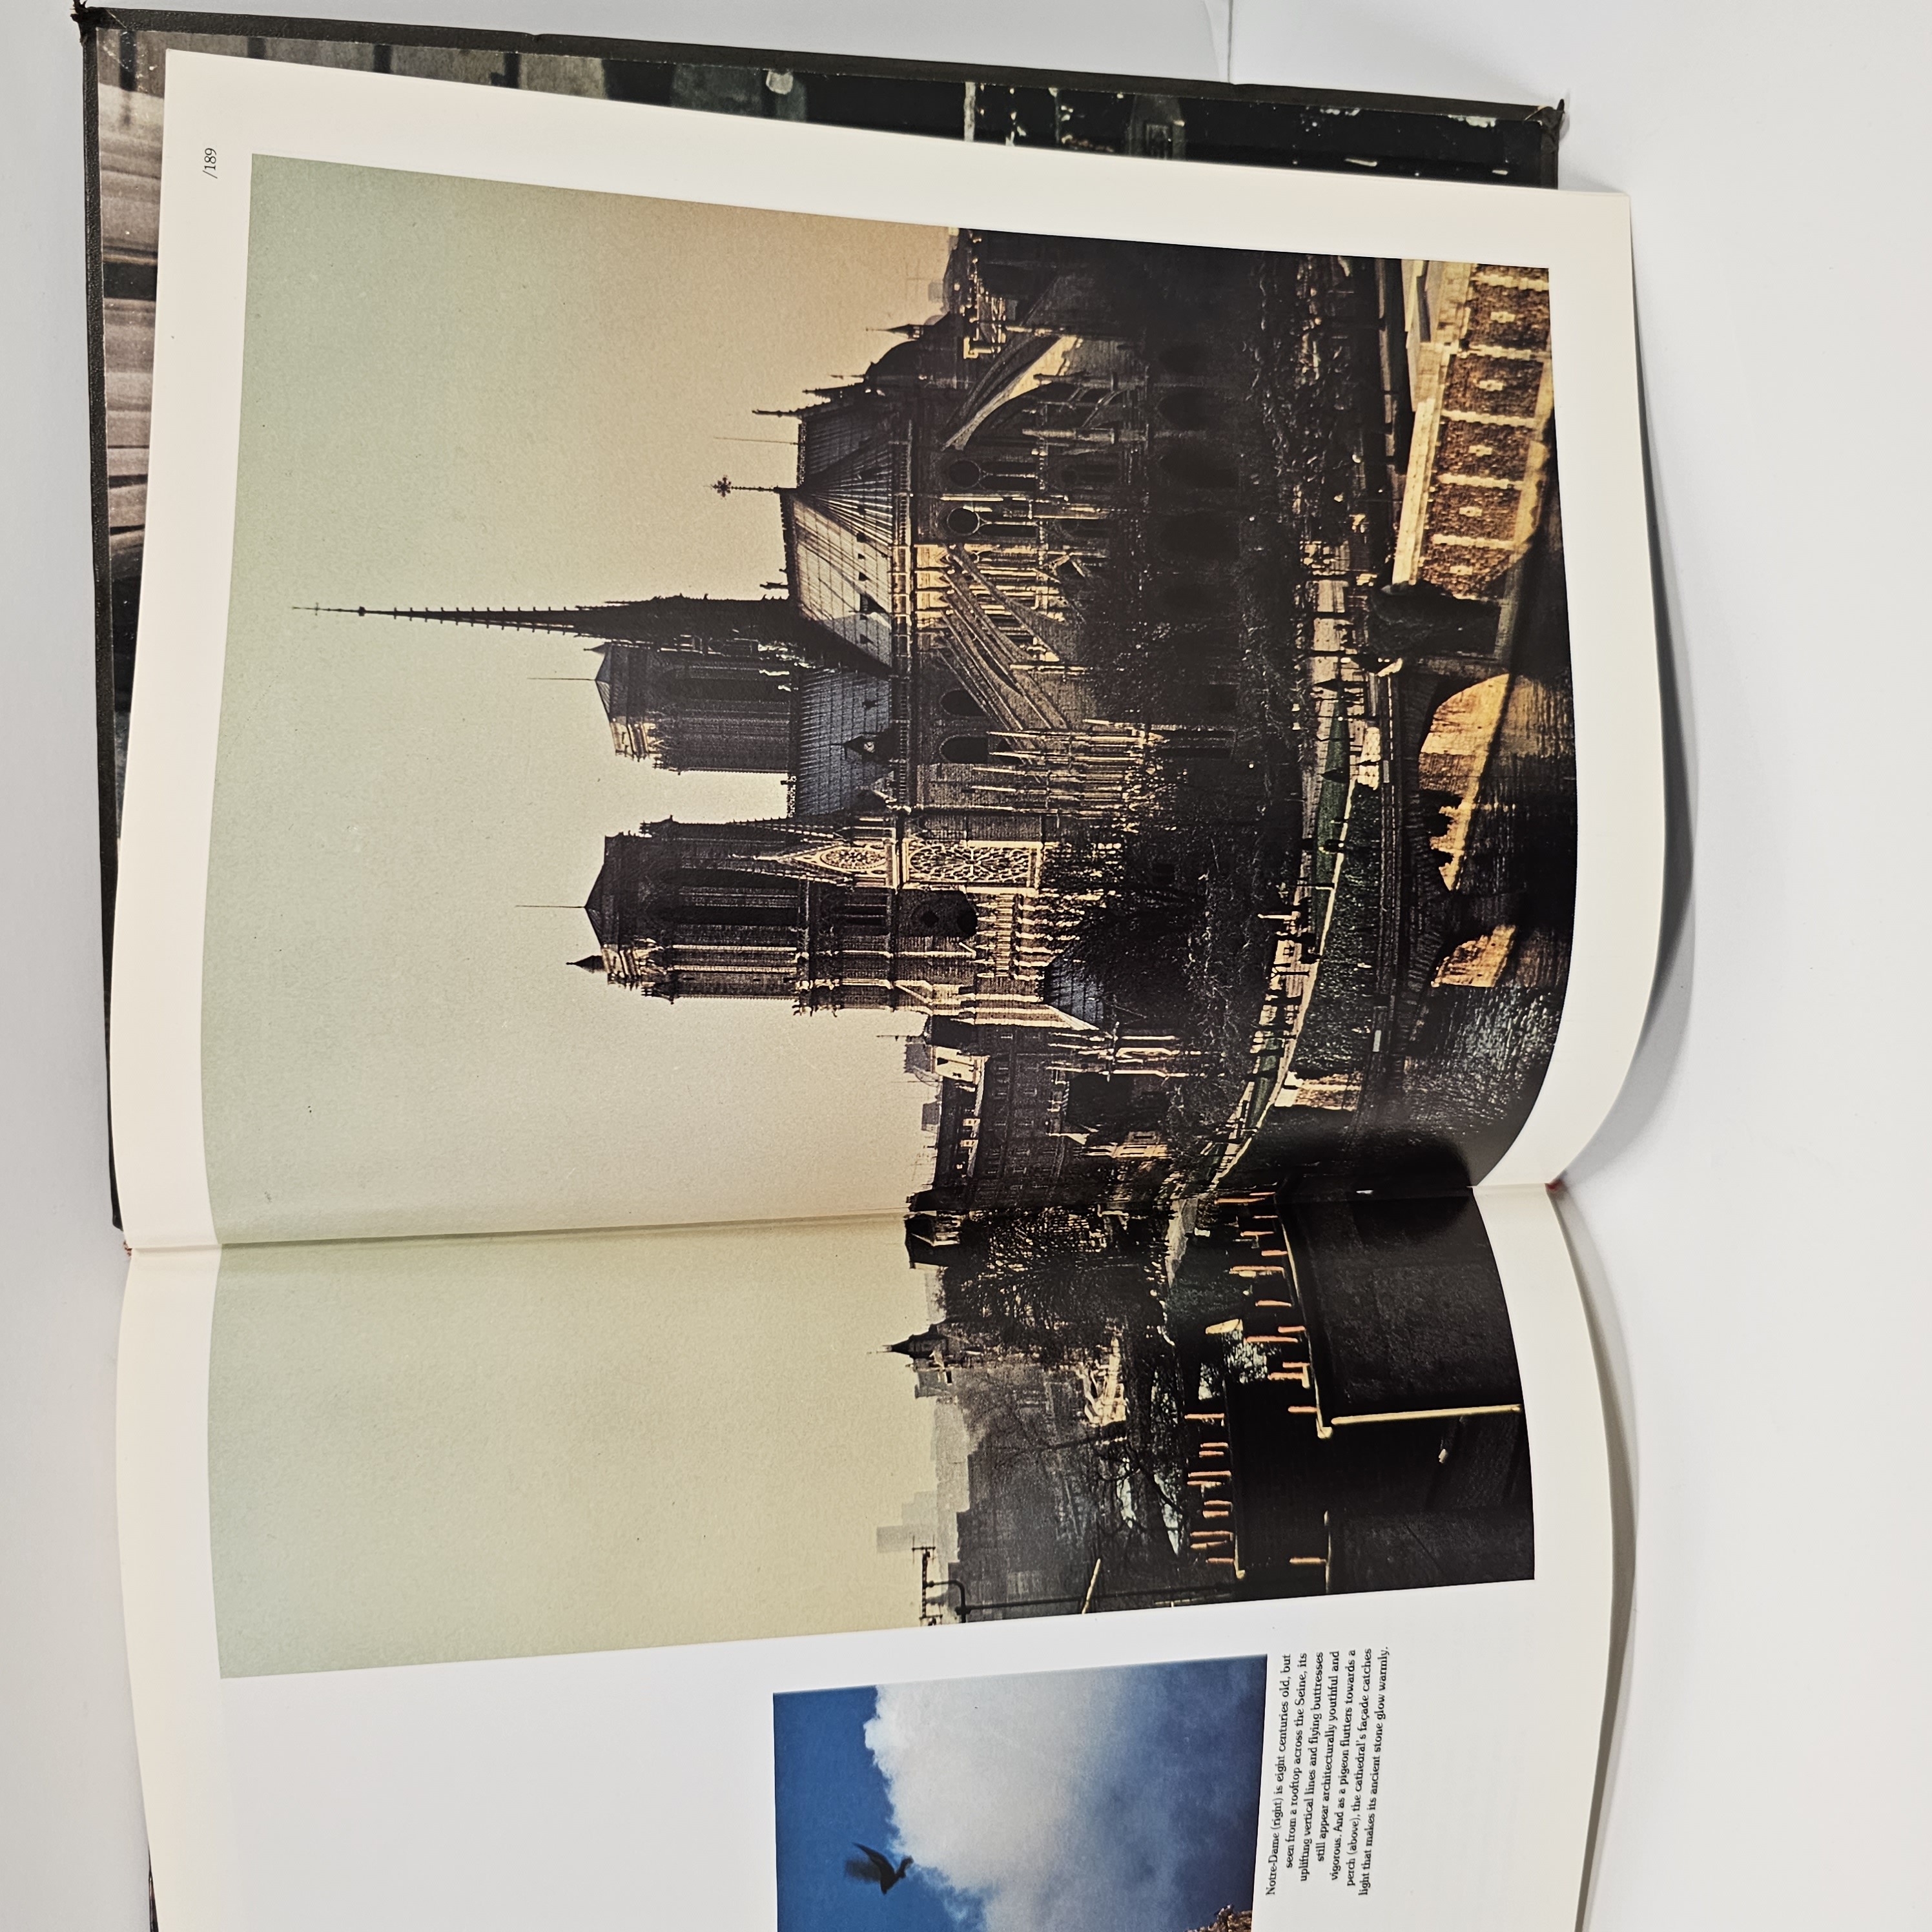 /189
Notre-Dame (right) is eight centuries old, but
seen from a rooftop across the Seine, its
uplifting vertical lines and flying buttresses
still appear architecturally youthful and
vigorous. And as a pigeon flutters towards a
perch (above), the cathedral's façade catches
light that makes its ancient stone glow warmly.